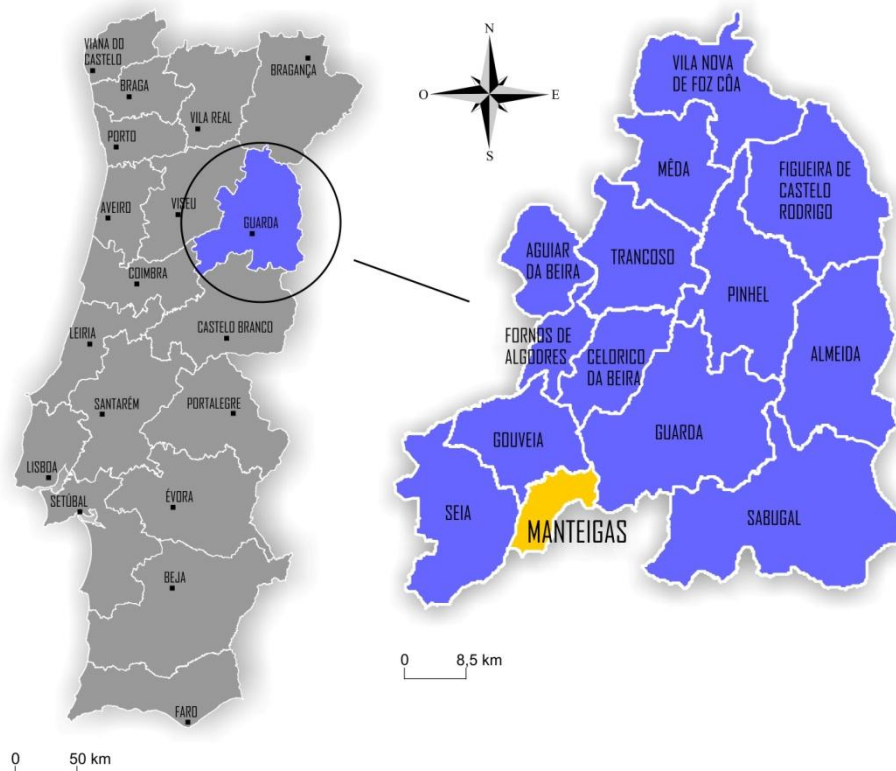 VIANA DO
CASTELO
BRAGA
BRAGANÇA
VILA REAL
PORTO
AVEIRO
VISEU
GUARDA
COIMBRA
LEIRIA
CASTELO BRANCO
SANTARÉM
PORTALEGRE
LISBOA
SETÚBAL
ÉVORA
BEJA
FARO
0 50 km
N
O E
S
VILA NOVA
DE FOZ CÔA
MÊDA
FIGUEIRA DE
CASTELO
RODRIGO
AGUIAR
DA BEIRA
TRANCOSO
PINHEL
FORNOS DE
ALGODRES
CELORICO
DA BEIRA
ALMEIDA
GOUVEIA
GUARDA
SEIA
MANTEIGAS
SABUGAL
0 8,5 km